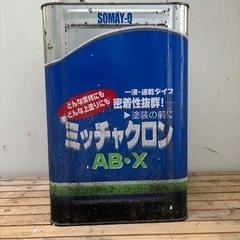 SOMAY-Q
一液・速乾タイプ
どんな素材にも
どんな上塗りにも
密着性抜群!
▶塗装の前に
ミッチャクロン
AB・X